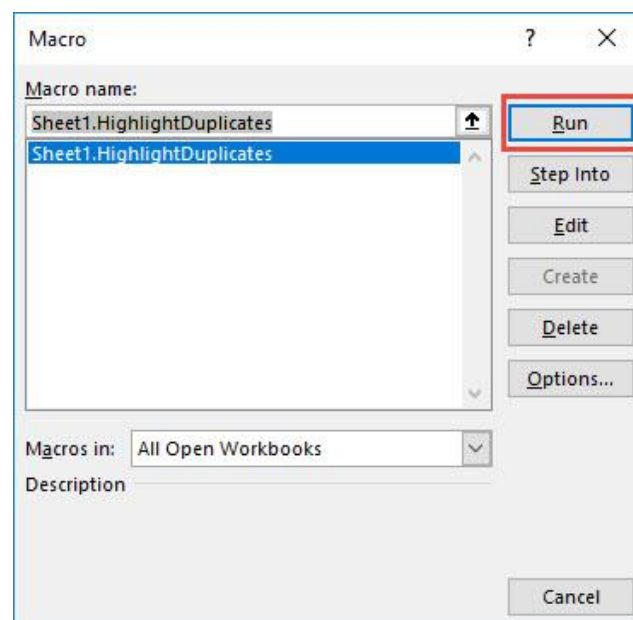 Macro
?
Macro name:
Sheet1.HighlightDuplicates
Sheet1.HighlightDuplicates
Run
Step Into
Edit
Create
Delete
Options...
Macros in: All Open Workbooks
Description
Cancel